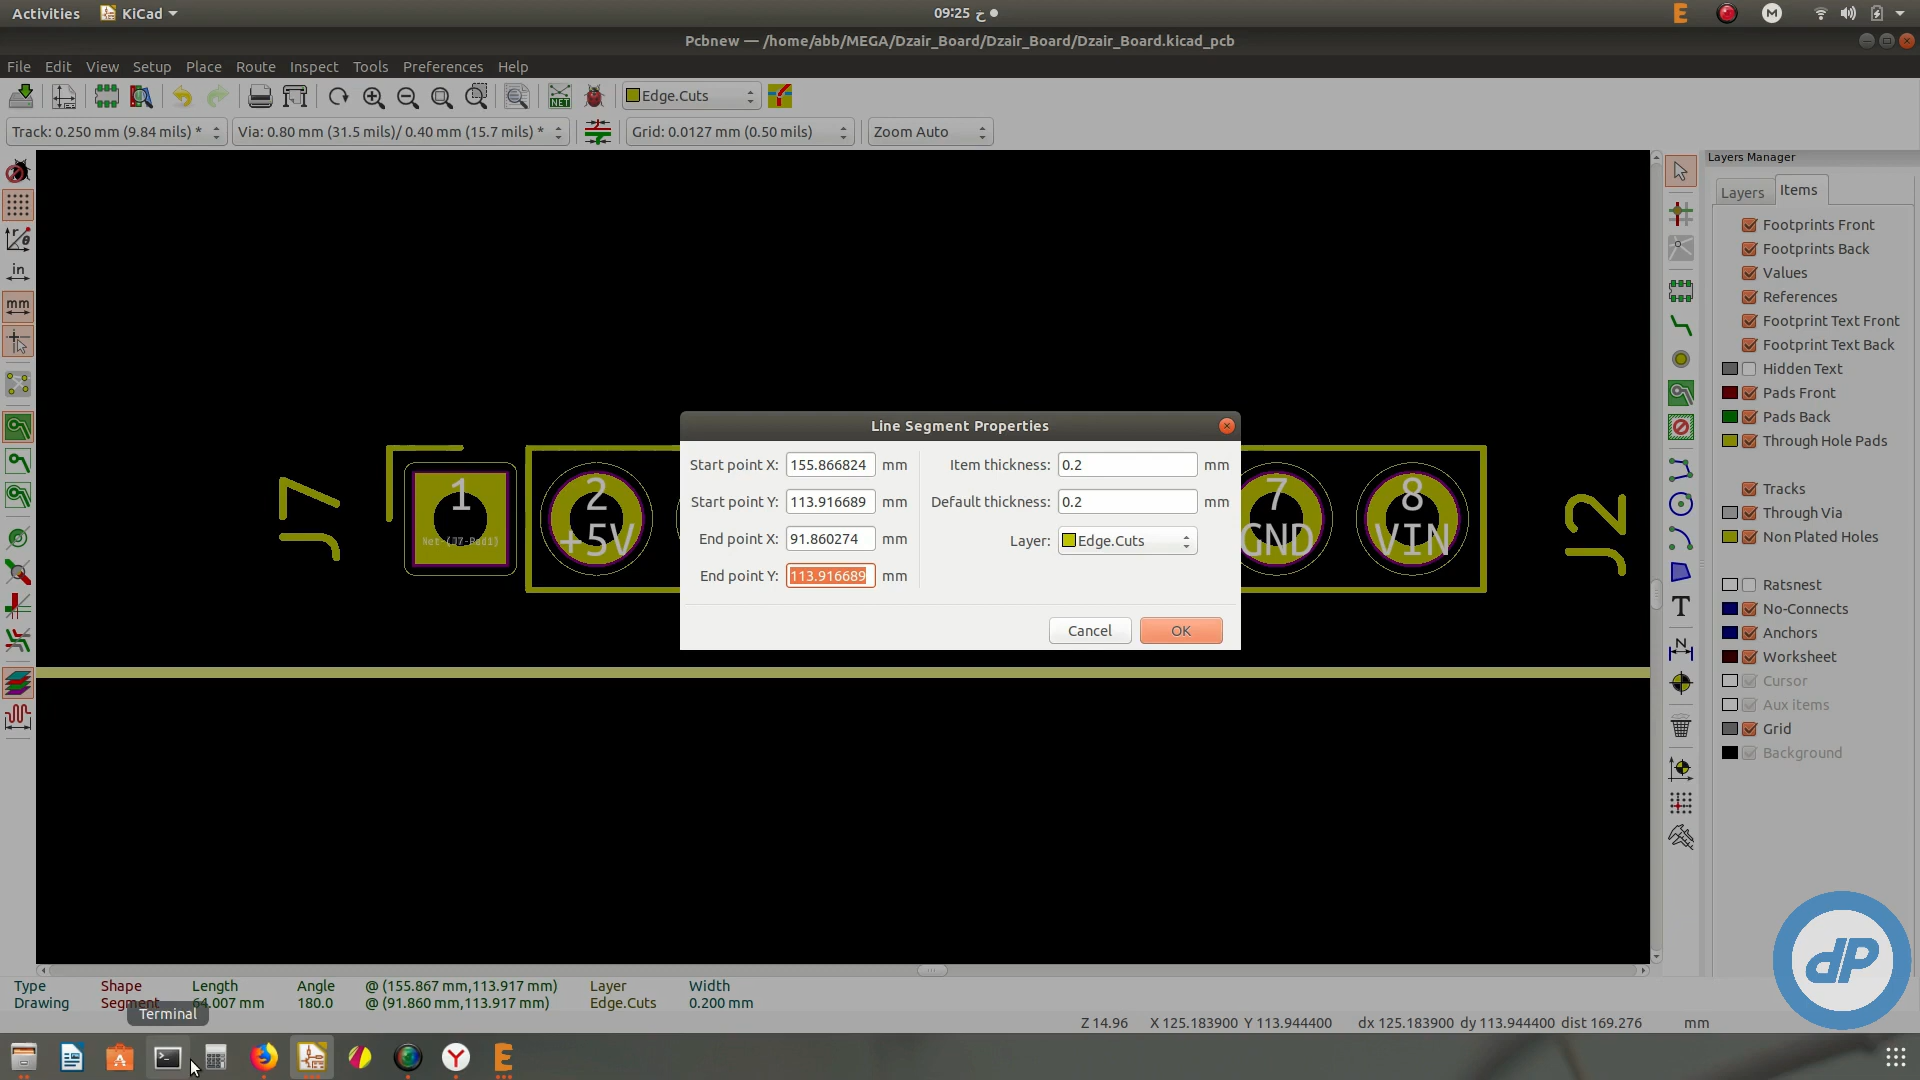 Activities KiCad 09:25 ح
Pcbnew — /home/abb/MEGA/Dzair_Board/Dzair_Board/Dzair_Board.kicad_pcb
File Edit View Setup Place Route Inspect Tools Preferences Help
NET Edge.Cuts
Track: 0.250 mm (9.84 mils) * Via: 0.80 mm (31.5 mils)/ 0.40 mm (15.7 mils) * Grid: 0.0127 mm (0.50 mils) Zoom Auto
in
mm
Line Segment Properties
Start point X: 155.866824 mm Item thickness: 0.2 mm
Start point Y: 113.916689 mm Default thickness: 0.2 mm
End point X: 91.860274 mm Layer: Edge.Cuts
End point Y: 113.916689 mm
Cancel OK
J7
1
Net-(J7-Pad1)
2
+5V
7
GND
8
VIN
J2
Layers Manager
Layers Items
Footprints Front
Footprints Back
Values
References
Footprint Text Front
Footprint Text Back
Hidden Text
Pads Front
Pads Back
Through Hole Pads
Tracks
Through Via
Non Plated Holes
Ratsnest
No-Connects
Anchors
Worksheet
Cursor
Aux items
Grid
Background
T
N
dP
Type Shape Length Angle @ (155.867 mm,113.917 mm) Layer Width
Drawing Segment 64.007 mm 180.0 @ (91.860 mm,113.917 mm) Edge.Cuts 0.200 mm
Terminal
Z 14.96 X 125.183900 Y 113.944400 dx 125.183900 dy 113.944400 dist 169.276 mm